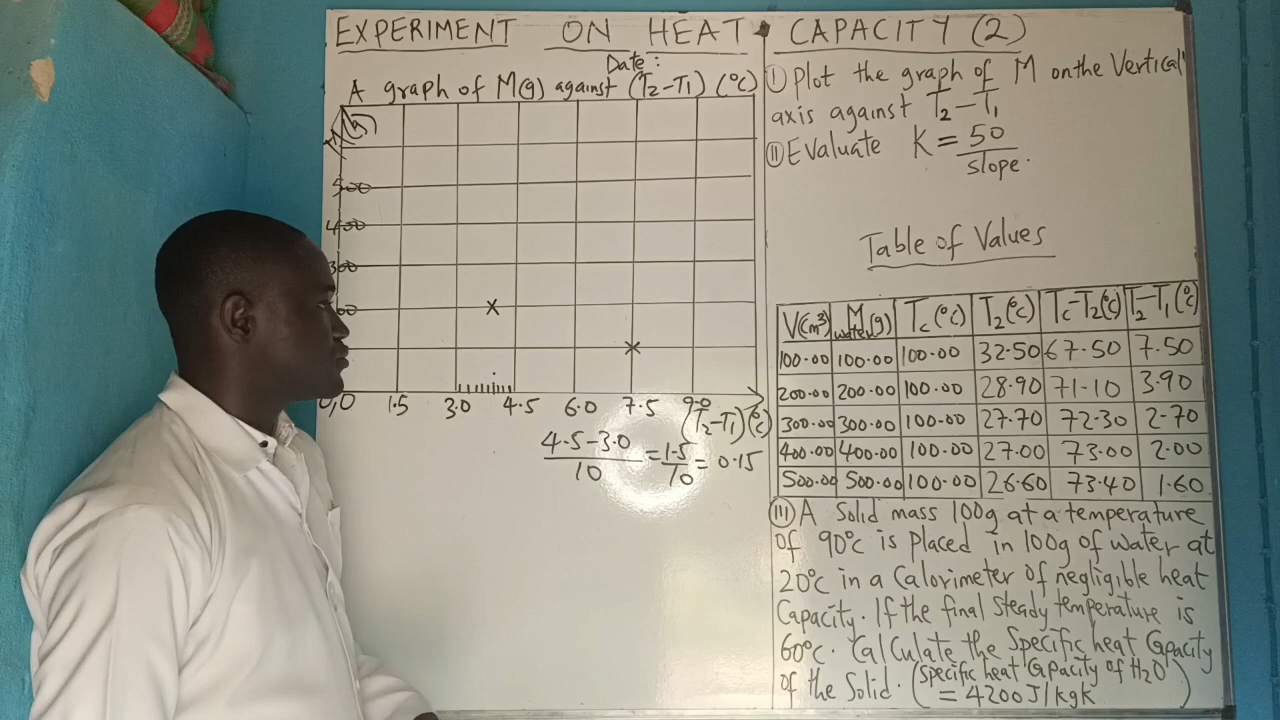 EXPERIMENT ON HEAT CAPACITY (2)
Date:
A graph of M(g) against (T2-T1) (°C)
500
400
300
0,0 1.5 3.0 4.5 6.0 7.5 9.0
(T2-T1)(°C)
4.5-3.0/10 = 1.5/10 = 0.15
(I) Plot the graph of M on the Vertical
axis against T2-T1
(II) Evaluate K = 50/slope.
Table of Values
V(cm³) M water(g) Tc(°C) T2(°C) Tc-T2(°C) T2-T1(°C)
100.00 100.00 100.00 32.50 67.50 7.50
200.00 200.00 100.00 28.90 71.10 3.90
300.00 300.00 100.00 27.70 72.30 2.70
400.00 400.00 100.00 27.00 73.00 2.00
500.00 500.00 100.00 26.60 73.40 1.60
(III) A Solid mass 100g at a temperature
of 90°C is placed in 100g of water at
20°C in a Calorimeter of negligible heat
Capacity. If the final Steady temperature is
60°C. Calculate the Specific heat Capacity
of the Solid. (Specific heat Capacity of H2O
= 4200J/kgK)